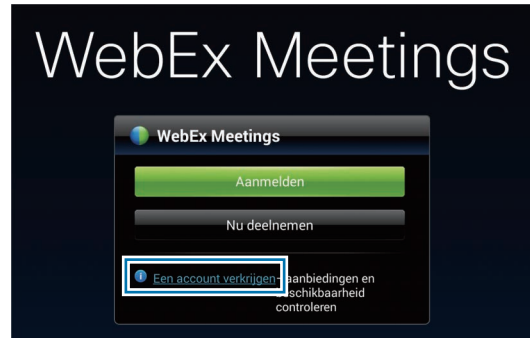 WebEx Meetings
WebEx Meetings
Aanmelden
Nu deelnemen
Een account verkrijgen - aanbiedingen en
beschikbaarheid
controleren